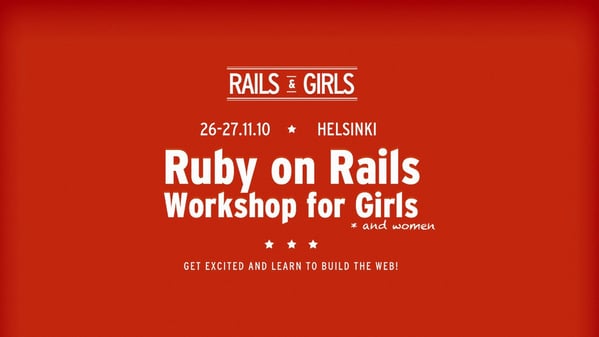 RAILS & GIRLS
26-27.11.10 ★ HELSINKI
Ruby on Rails
Workshop for Girls
* and women
★ ★ ★
GET EXCITED AND LEARN TO BUILD THE WEB!